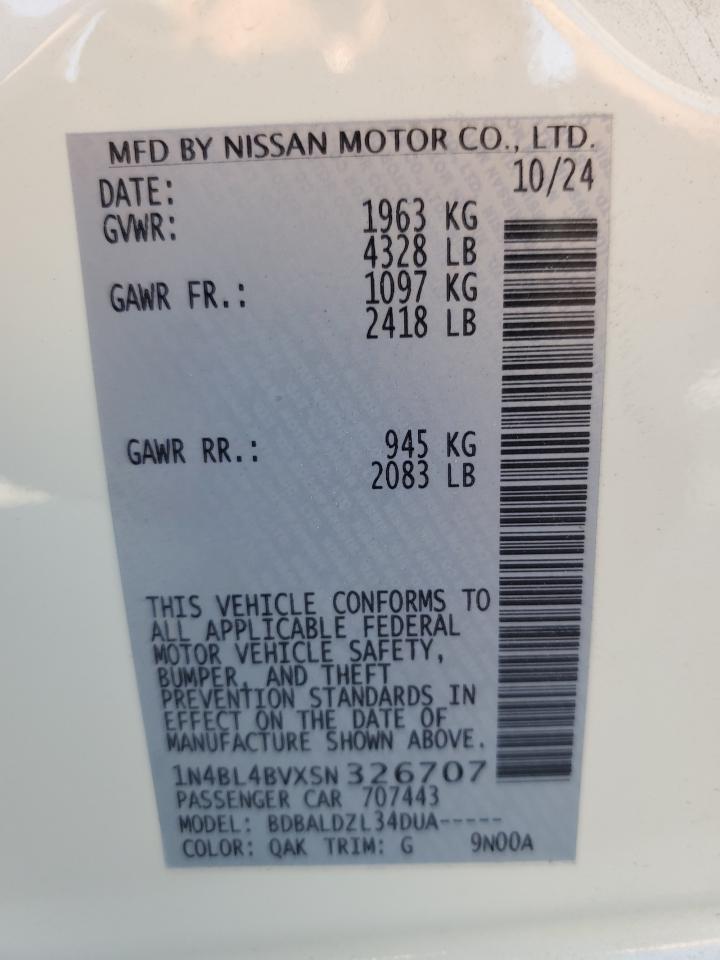 MFD BY NISSAN MOTOR CO., LTD.
DATE: 10/24
GVWR: 1963 KG
4328 LB
GAWR FR.: 1097 KG
2418 LB
GAWR RR.: 945 KG
2083 LB
THIS VEHICLE CONFORMS TO
ALL APPLICABLE FEDERAL
MOTOR VEHICLE SAFETY,
BUMPER, AND THEFT
PREVENTION STANDARDS IN
EFFECT ON THE DATE OF
MANUFACTURE SHOWN ABOVE.
1N4BL4BVXSN 326707
PASSENGER CAR 707443
MODEL: BDBALDZL34DUA-----
COLOR: QAK TRIM: G 9N00A